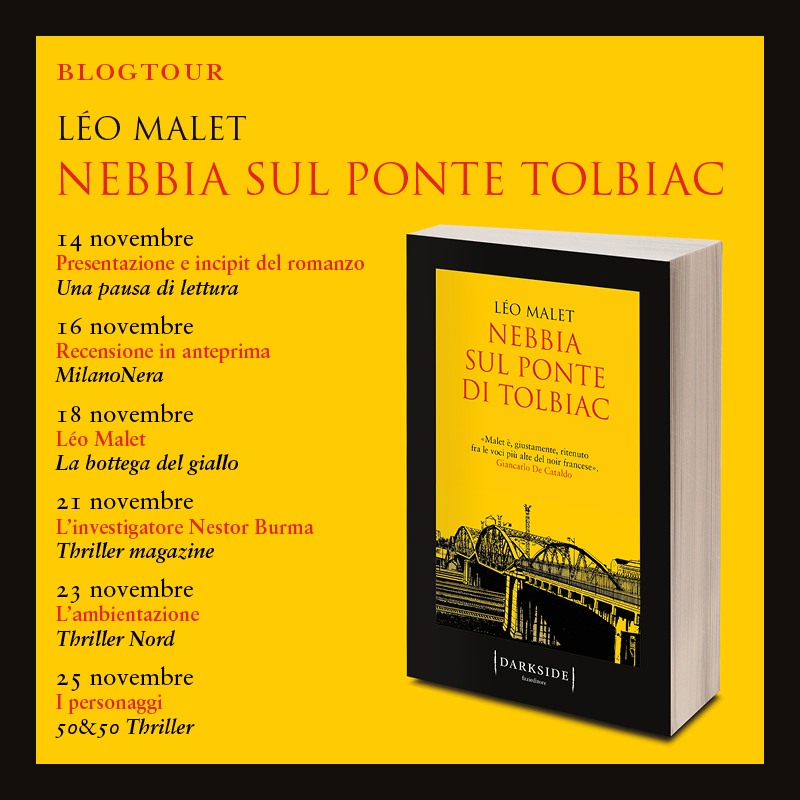 BLOGTOUR
LÉO MALET
NEBBIA SUL PONTE TOLBIAC
14 novembre
Presentazione e incipit del romanzo
Una pausa di lettura
16 novembre
Recensione in anteprima
MilanoNera
18 novembre
Léo Malet
La bottega del giallo
21 novembre
L'investigatore Nestor Burma
Thriller magazine
23 novembre
L'ambientazione
Thriller Nord
25 novembre
I personaggi
50&50 Thriller
LÉO MALET
NEBBIA
SUL PONTE
DI TOLBIAC
«Malet è, giustamente, ritenuto
fra le voci più alte del noir francese».
Giancarlo De Cataldo
DARKSIDE
fazieditore